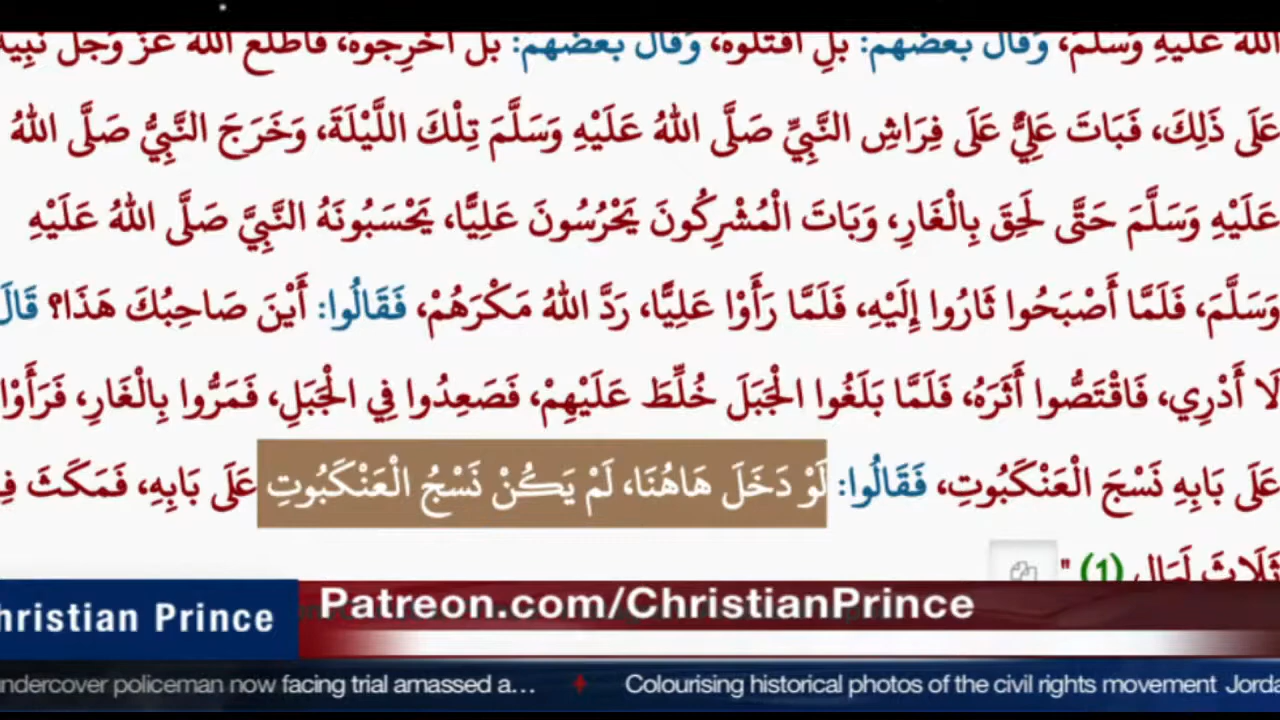 الله عَلَيْهِ وَسَلَّمَ، وَقَالَ بَعْضُهُمْ: بَلِ اقْتُلُوهُ، وَقَالَ بَعْضُهُمْ: بَلْ أَخْرِجُوهُ، فَأَطْلَعَ اللهُ عَزَّ وَجَلَّ نَبِيَّهُ
عَلَى ذَلِكَ، فَبَاتَ عَلِيٌّ عَلَى فِرَاشِ النَّبِيِّ صَلَّى اللهُ عَلَيْهِ وَسَلَّمَ تِلْكَ اللَّيْلَةَ، وَخَرَجَ النَّبِيُّ صَلَّى اللهُ
عَلَيْهِ وَسَلَّمَ حَتَّى لَحِقَ بِالْغَارِ، وَبَاتَ الْمُشْرِكُونَ يَحْرُسُونَ عَلِيًّا، يَحْسَبُونَهُ النَّبِيَّ صَلَّى اللهُ عَلَيْهِ
وَسَلَّمَ، فَلَمَّا أَصْبَحُوا ثَارُوا إِلَيْهِ، فَلَمَّا رَأَوْا عَلِيًّا، رَدَّ اللهُ مَكْرَهُمْ، فَقَالُوا: أَيْنَ صَاحِبُكَ هَذَا؟ قَالَ
لَا أَدْرِي، فَاقْتَصُّوا أَثَرَهُ، فَلَمَّا بَلَغُوا الْجَبَلَ خُلِّطَ عَلَيْهِمْ، فَصَعِدُوا فِي الْجَبَلِ، فَمَرُّوا بِالْغَارِ، فَرَأَوْا
عَلَى بَابِهِ نَسْجَ الْعَنْكَبُوتِ، فَقَالُوا: لَوْ دَخَلَ هَاهُنَا، لَمْ يَكُنْ نَسْجُ الْعَنْكَبُوتِ عَلَى بَابِهِ، فَمَكَثَ
ثَلَاثَ لَيَالٍ (1) "
hristian Prince
Patreon.com/ChristianPrince
ndercover policeman now facing trial amassed a… Colourising historical photos of the civil rights movement Jorda